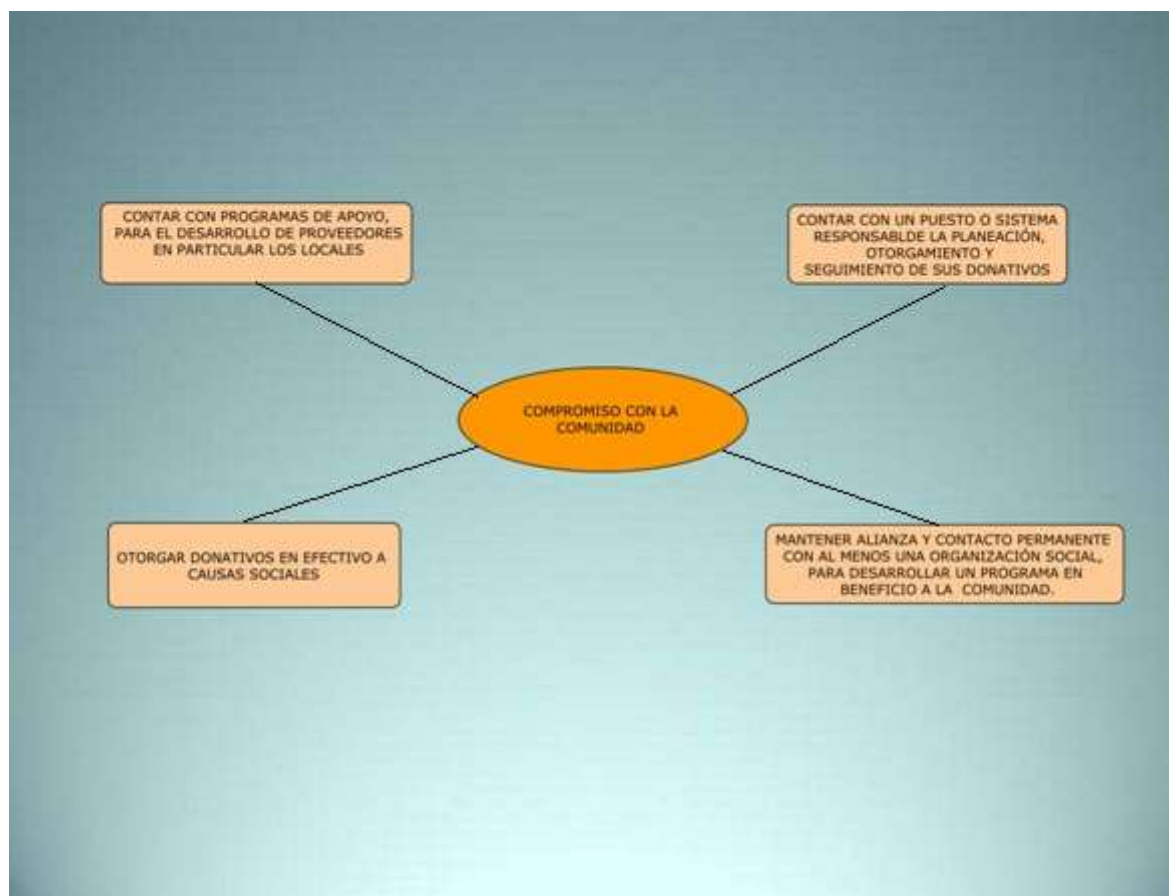 CONTAR CON PROGRAMAS DE APOYO,
PARA EL DESARROLLO DE PROVEEDORES
EN PARTICULAR LOS LOCALES
CONTAR CON UN PUESTO O SISTEMA
RESPONSABLDE LA PLANEACIÓN,
OTORGAMIENTO Y
SEGUIMIENTO DE SUS DONATIVOS
COMPROMISO CON LA
COMUNIDAD
OTORGAR DONATIVOS EN EFECTIVO A
CAUSAS SOCIALES
MANTENER ALIANZA Y CONTACTO PERMANENTE
CON AL MENOS UNA ORGANIZACIÓN SOCIAL,
PARA DESARROLLAR UN PROGRAMA EN
BENEFICIO A LA COMUNIDAD.